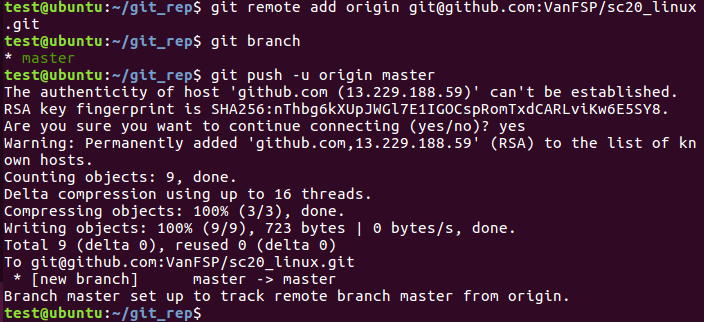 test@ubuntu:~/git_rep$ git remote add origin git@github.com:VanFSP/sc20_linux
.git
test@ubuntu:~/git_rep$ git branch
* master
test@ubuntu:~/git_rep$ git push -u origin master
The authenticity of host 'github.com (13.229.188.59)' can't be established.
RSA key fingerprint is SHA256:nThbg6kXUpJWGl7E1IGOCspRomTxdCARLviKw6E5SY8.
Are you sure you want to continue connecting (yes/no)? yes
Warning: Permanently added 'github.com,13.229.188.59' (RSA) to the list of kn
own hosts.
Counting objects: 9, done.
Delta compression using up to 16 threads.
Compressing objects: 100% (3/3), done.
Writing objects: 100% (9/9), 723 bytes | 0 bytes/s, done.
Total 9 (delta 0), reused 0 (delta 0)
To git@github.com:VanFSP/sc20_linux.git
 * [new branch]      master -> master
Branch master set up to track remote branch master from origin.
test@ubuntu:~/git_rep$